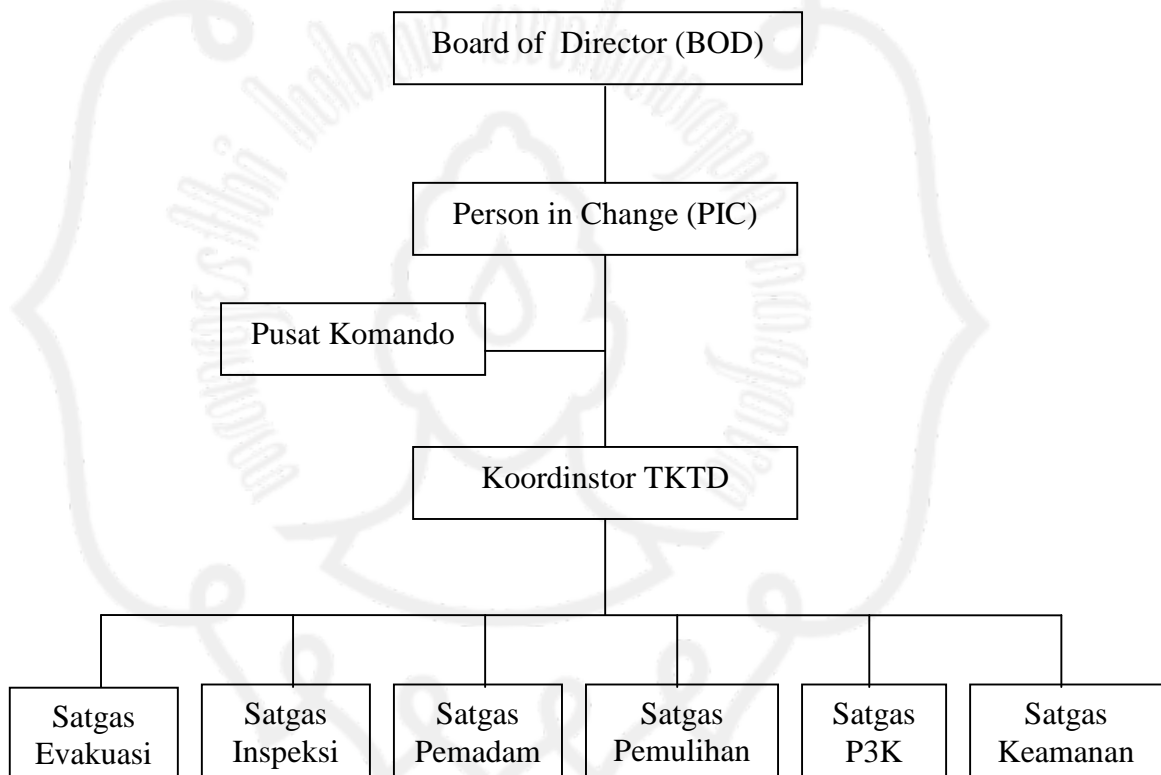 Board of Director (BOD)
Person in Change (PIC)
Pusat Komando
Koordinstor TKTD
Satgas
Evakuasi
Satgas
Inspeksi
Satgas
Pemadam
Satgas
Pemulihan
Satgas
P3K
Satgas
Keamanan